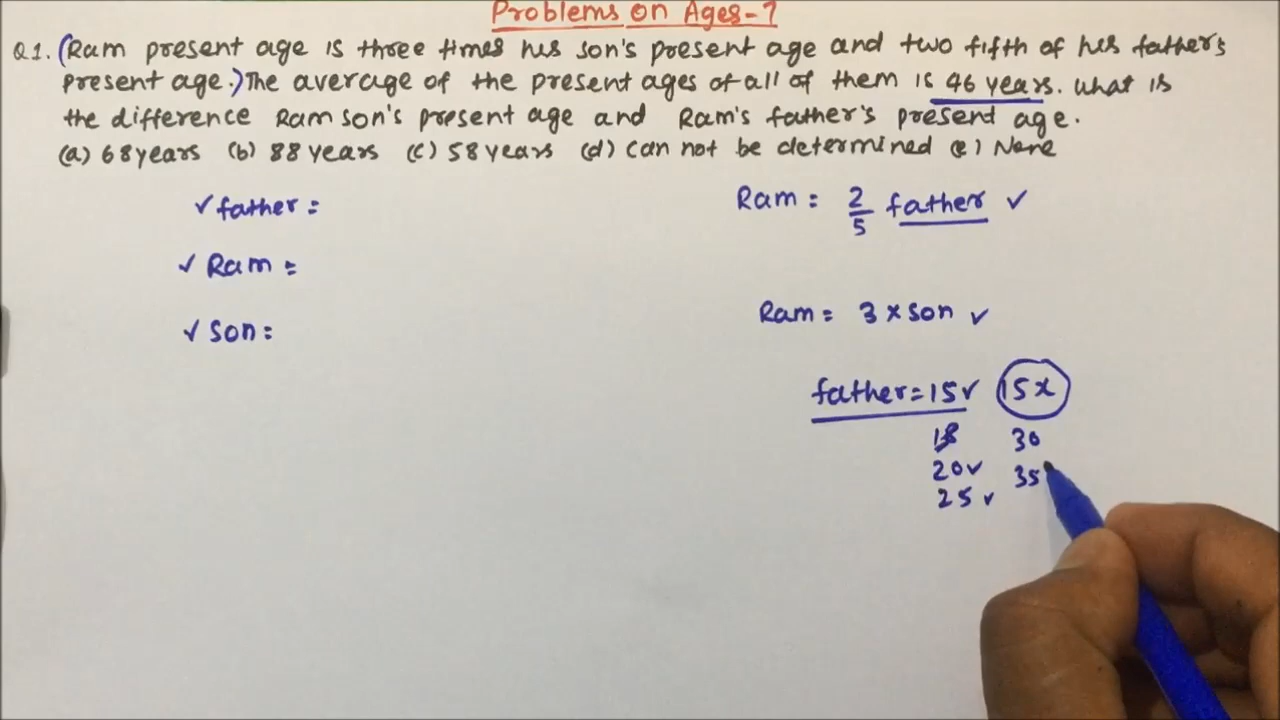 Problems on Ages-1
Q1. (Ram present age is three times his son's present age and two fifth of his father's
present age.) The average of the present ages of all of them is 46 years. What is
the difference Ram son's present age and Ram's father's present age.
(a) 68 years (b) 88 years (c) 58 years (d) can not be determined (e) None
✓ father =
✓ Ram =
✓ Son =
Ram = 2/5 father ✓
Ram = 3 × son ✓
father = 15 ✓ 15x
18 30
20 ✓ 35
25 ✓